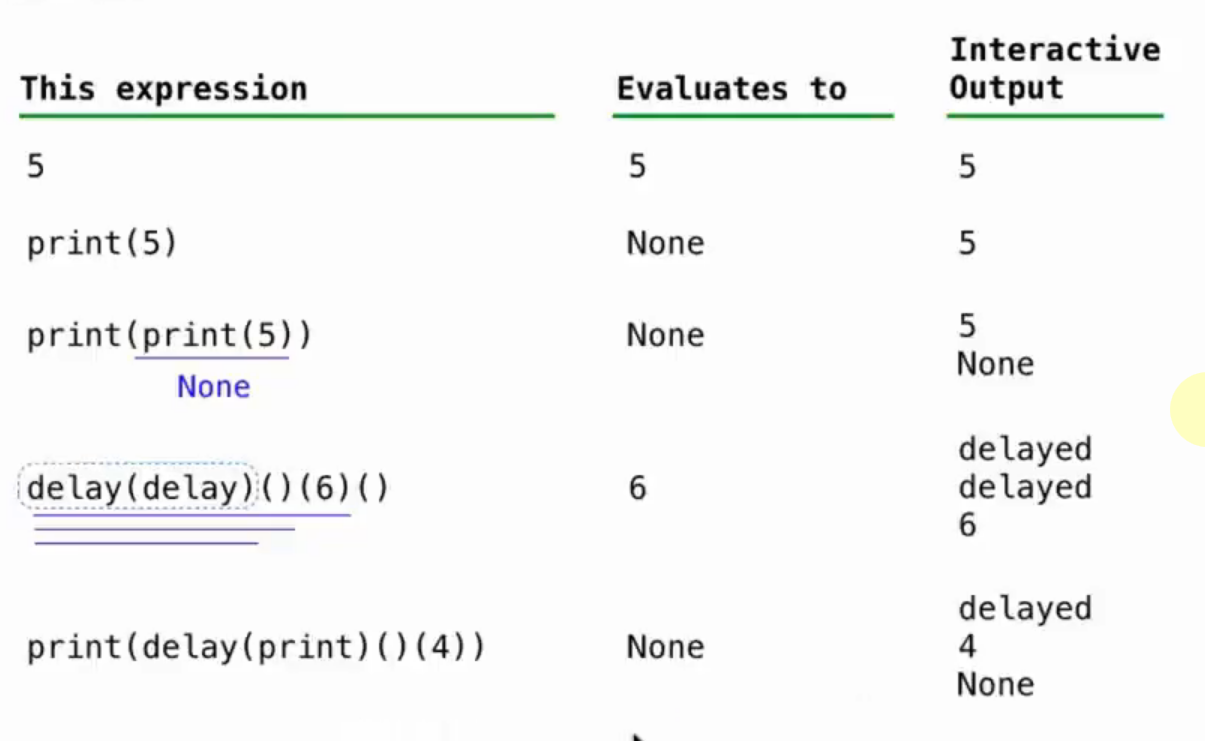 Interactive
This expression Evaluates to Output
5 5 5
print(5) None 5
print(print(5)) None 5
None
None
delay(delay)()(6)() 6 delayed
delayed
6
print(delay(print)()(4)) None delayed
4
None